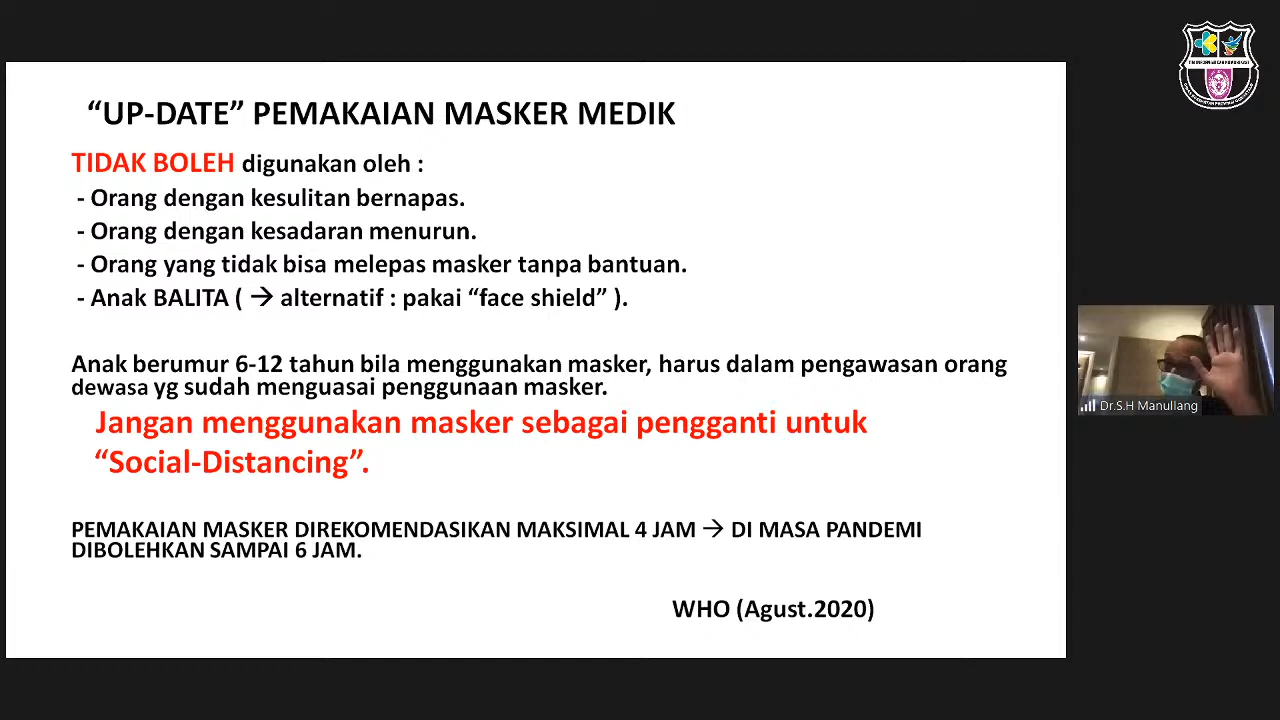 “UP-DATE” PEMAKAIAN MASKER MEDIK
TIDAK BOLEH digunakan oleh :
- Orang dengan kesulitan bernapas.
- Orang dengan kesadaran menurun.
- Orang yang tidak bisa melepas masker tanpa bantuan.
- Anak BALITA ( → alternatif : pakai “face shield” ).
Anak berumur 6-12 tahun bila menggunakan masker, harus dalam pengawasan orang
dewasa yg sudah menguasai penggunaan masker.
Jangan menggunakan masker sebagai pengganti untuk
“Social-Distancing”.
PEMAKAIAN MASKER DIREKOMENDASIKAN MAKSIMAL 4 JAM → DI MASA PANDEMI
DIBOLEHKAN SAMPAI 6 JAM.
WHO (Agust.2020)
Dr.S.H Manullang